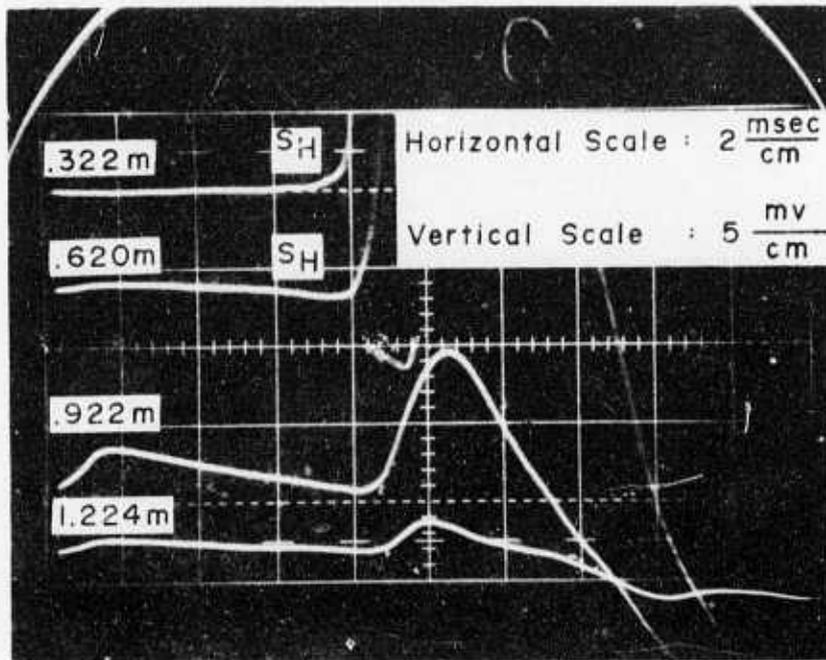 .322m
S_H
Horizontal Scale : 2 msec/cm
.620m
S_H
Vertical Scale : 5 mv/cm
.922m
1.224m